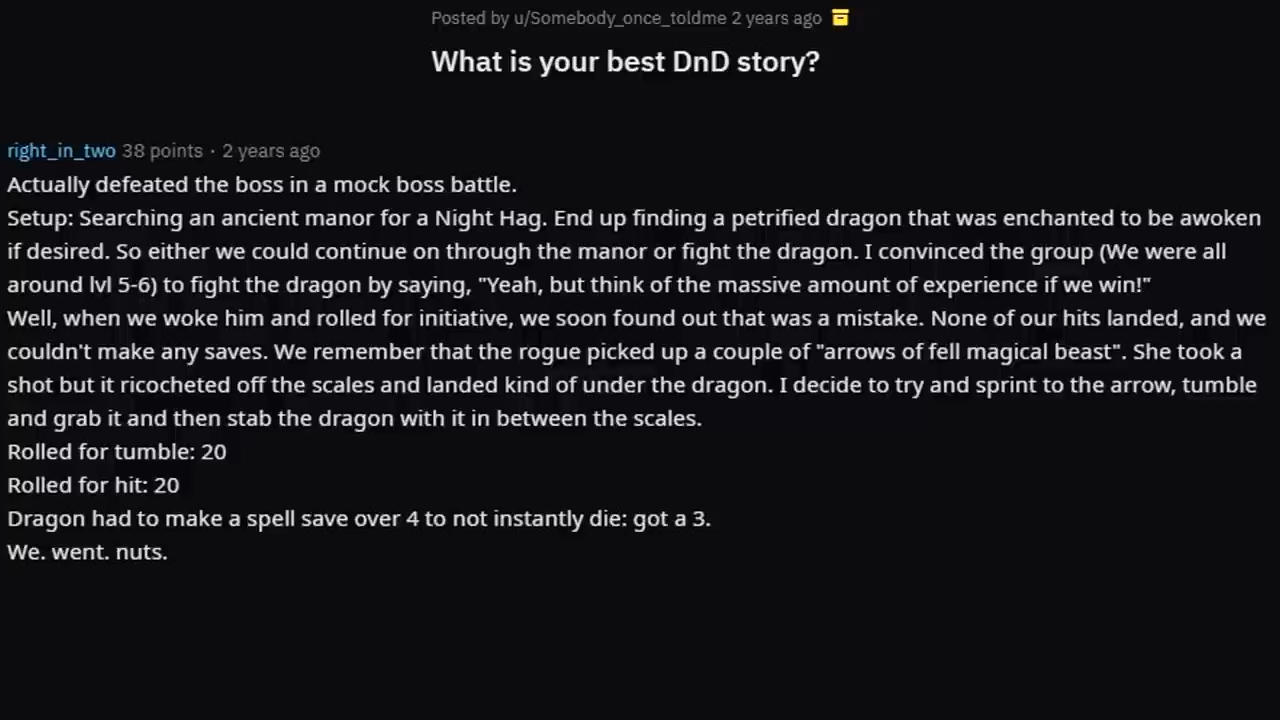 Posted by u/Somebody_once_toldme 2 years ago
What is your best DnD story?
right_in_two 38 points · 2 years ago
Actually defeated the boss in a mock boss battle.
Setup: Searching an ancient manor for a Night Hag. End up finding a petrified dragon that was enchanted to be awoken
if desired. So either we could continue on through the manor or fight the dragon. I convinced the group (We were all
around lvl 5-6) to fight the dragon by saying, "Yeah, but think of the massive amount of experience if we win!"
Well, when we woke him and rolled for initiative, we soon found out that was a mistake. None of our hits landed, and we
couldn't make any saves. We remember that the rogue picked up a couple of "arrows of fell magical beast". She took a
shot but it ricocheted off the scales and landed kind of under the dragon. I decide to try and sprint to the arrow, tumble
and grab it and then stab the dragon with it in between the scales.
Rolled for tumble: 20
Rolled for hit: 20
Dragon had to make a spell save over 4 to not instantly die: got a 3.
We. went. nuts.